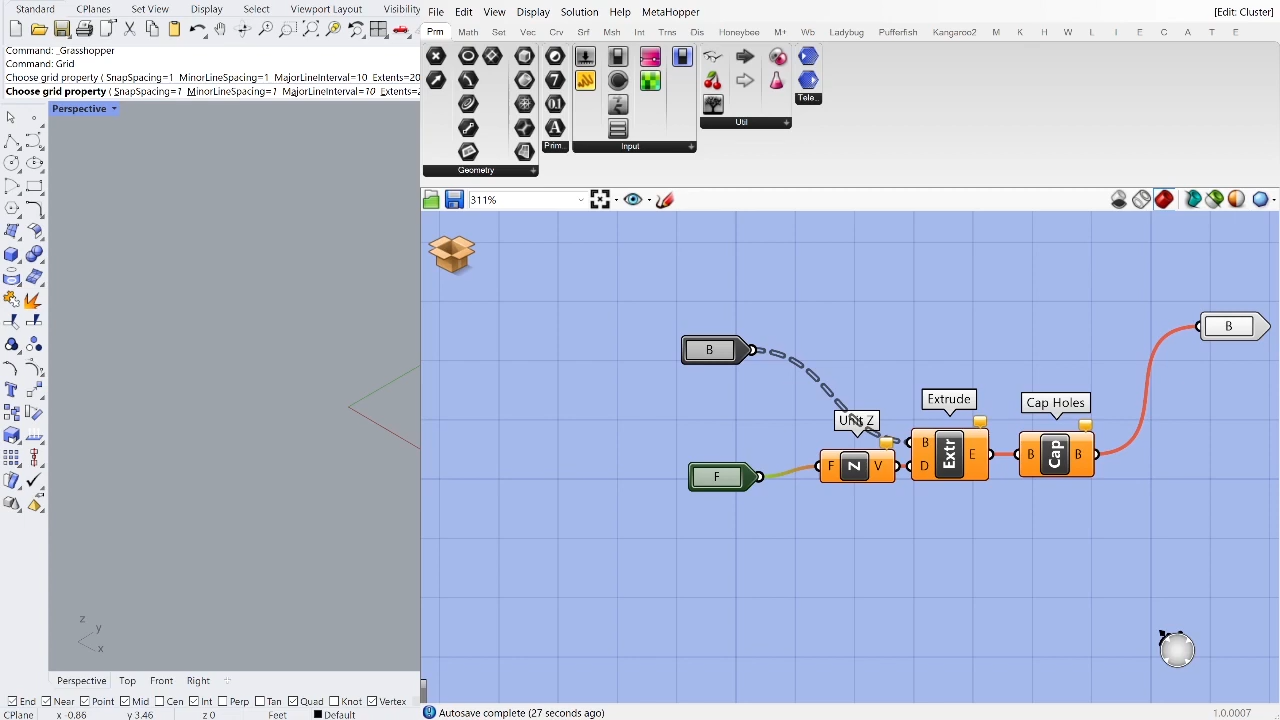 Standard CPlanes Set View Display Select Viewport Layout Visibility
File Edit View Display Solution Help MetaHopper [Edit: Cluster]
Prm Math Set Vec Crv Srf Msh Int Trns Dis Honeybee M+ Wb Ladybug Pufferfish Kangaroo2 M K W L I E C A T E
Command: _Grasshopper
Command: Grid
Choose grid property ( SnapSpacing=1 MinorLineSpacing=1 MajorLineInterval=10 Extents=20
Choose grid property ( SnapSpacing=1 MinorLineSpacing=1 MajorLineInterval=10 Extents=
Perspective
Tele...
Util
Prim...
Input
Geometry
311%
B
B
Extrude
Cap Holes
Unit Z
B
Extr
E
D
B
Cap
B
F
F
Z
V
z
y
x
Perspective Top Front Right
End Near Point Mid Cen Int Perp Tan Quad Knot Vertex
CPlane x 0.86 y 3.46 z 0 Feet Default
Autosave complete (27 seconds ago) 1.0.0007